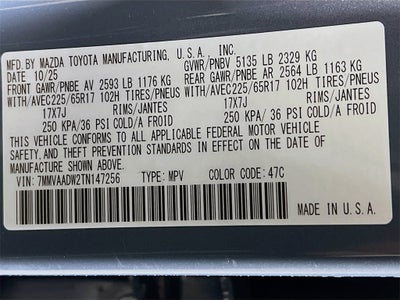 MFD. BY MAZDA TOYOTA MANUFACTURING, U.S.A., INC.
DATE 10/25 GVWR/PNBV 5135 LB 2329 KG
FRONT GAWR/PNBE AV 2593 LB 1176 KG REAR GAWR/PNBE AR 2564 LB 1163 KG
WITH/AVEC225/65R17 102H TIRES/PNEUS WITH/AVEC225/65R17 102H TIRES/PNEUS
17X7J RIMS/JANTES 17X7J RIMS/JANTES
250 KPA/36 PSI COLD/A FROID 250 KPA/36 PSI COLD/A FROID
THIS VEHICLE CONFORMS TO ALL APPLICABLE FEDERAL MOTOR VEHICLE
SAFETY, AND THEFT PREVENTION STANDARDS IN EFFECT ON THE DATE OF
MANUFACTURE SHOWN ABOVE.
VIN: 7MMVAADW2TN147256 TYPE: MPV COLOR CODE: 47C
MADE IN U.S.A.